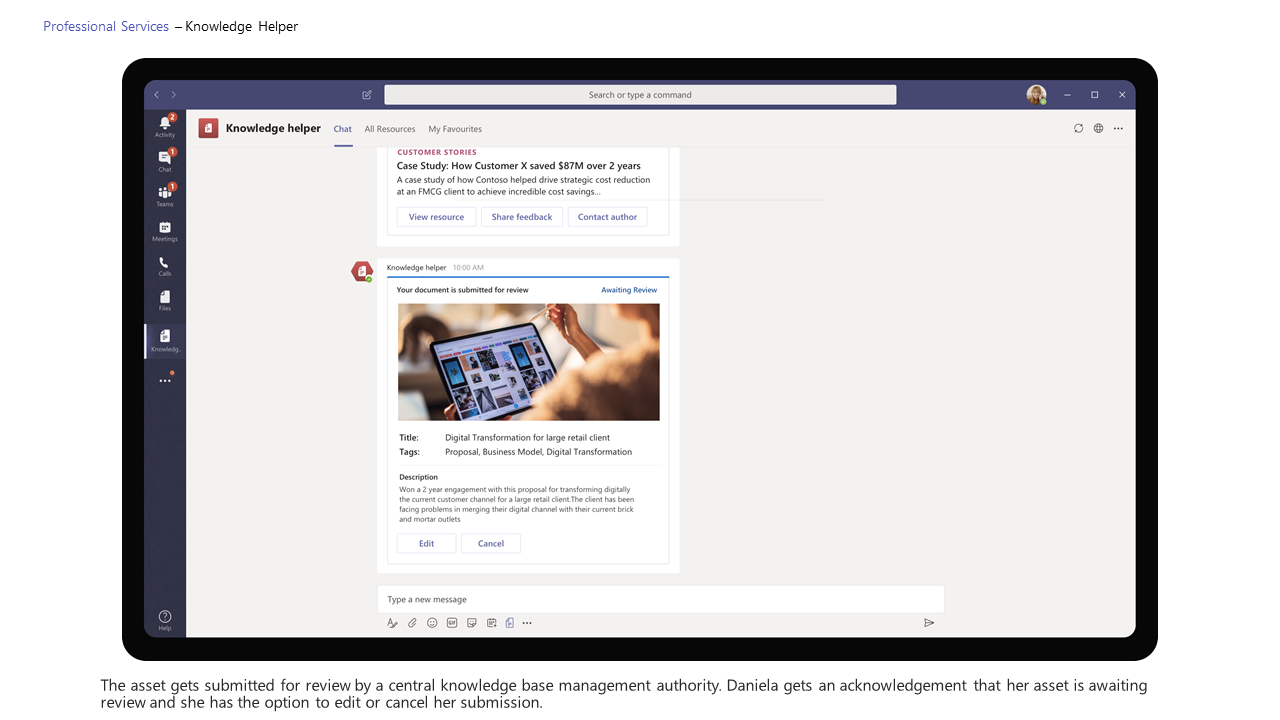 Professional Services – Knowledge Helper
Search or type a command
Knowledge helper Chat All Resources My Favourites
2
Activity
1
Chat
1
Teams
Meetings
Calls
Files
Knowledg..
Help
CUSTOMER STORIES
Case Study: How Customer X saved $87M over 2 years
A case study of how Contoso helped drive strategic cost reduction
at an FMCG client to achieve incredible cost savings...
View resource Share feedback Contact author
Knowledge helper 10:00 AM
Your document is submitted for review Awaiting Review
Title: Digital Transformation for large retail client
Tags: Proposal, Business Model, Digital Transformation
Description
Won a 2 year engagement with this proposal for transforming digitally
the current customer channel for a large retail client.The client has been
facing problems in merging their digital channel with their current brick
and mortar outlets
Edit Cancel
Type a new message
GIF
The asset gets submitted for review by a central knowledge base management authority. Daniela gets an acknowledgement that her asset is awaiting
review and she has the option to edit or cancel her submission.